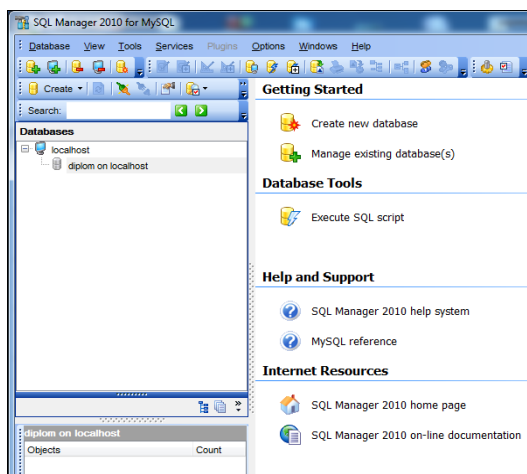 SQL Manager 2010 for MySQL
Database View Tools Services Plugins Options Windows Help
Create
Search:
Databases
localhost
diplom on localhost
diplom on localhost
Objects Count
Getting Started
Create new database
Manage existing database(s)
Database Tools
Execute SQL script
Help and Support
SQL Manager 2010 help system
MySQL reference
Internet Resources
SQL Manager 2010 home page
SQL Manager 2010 on-line documentation